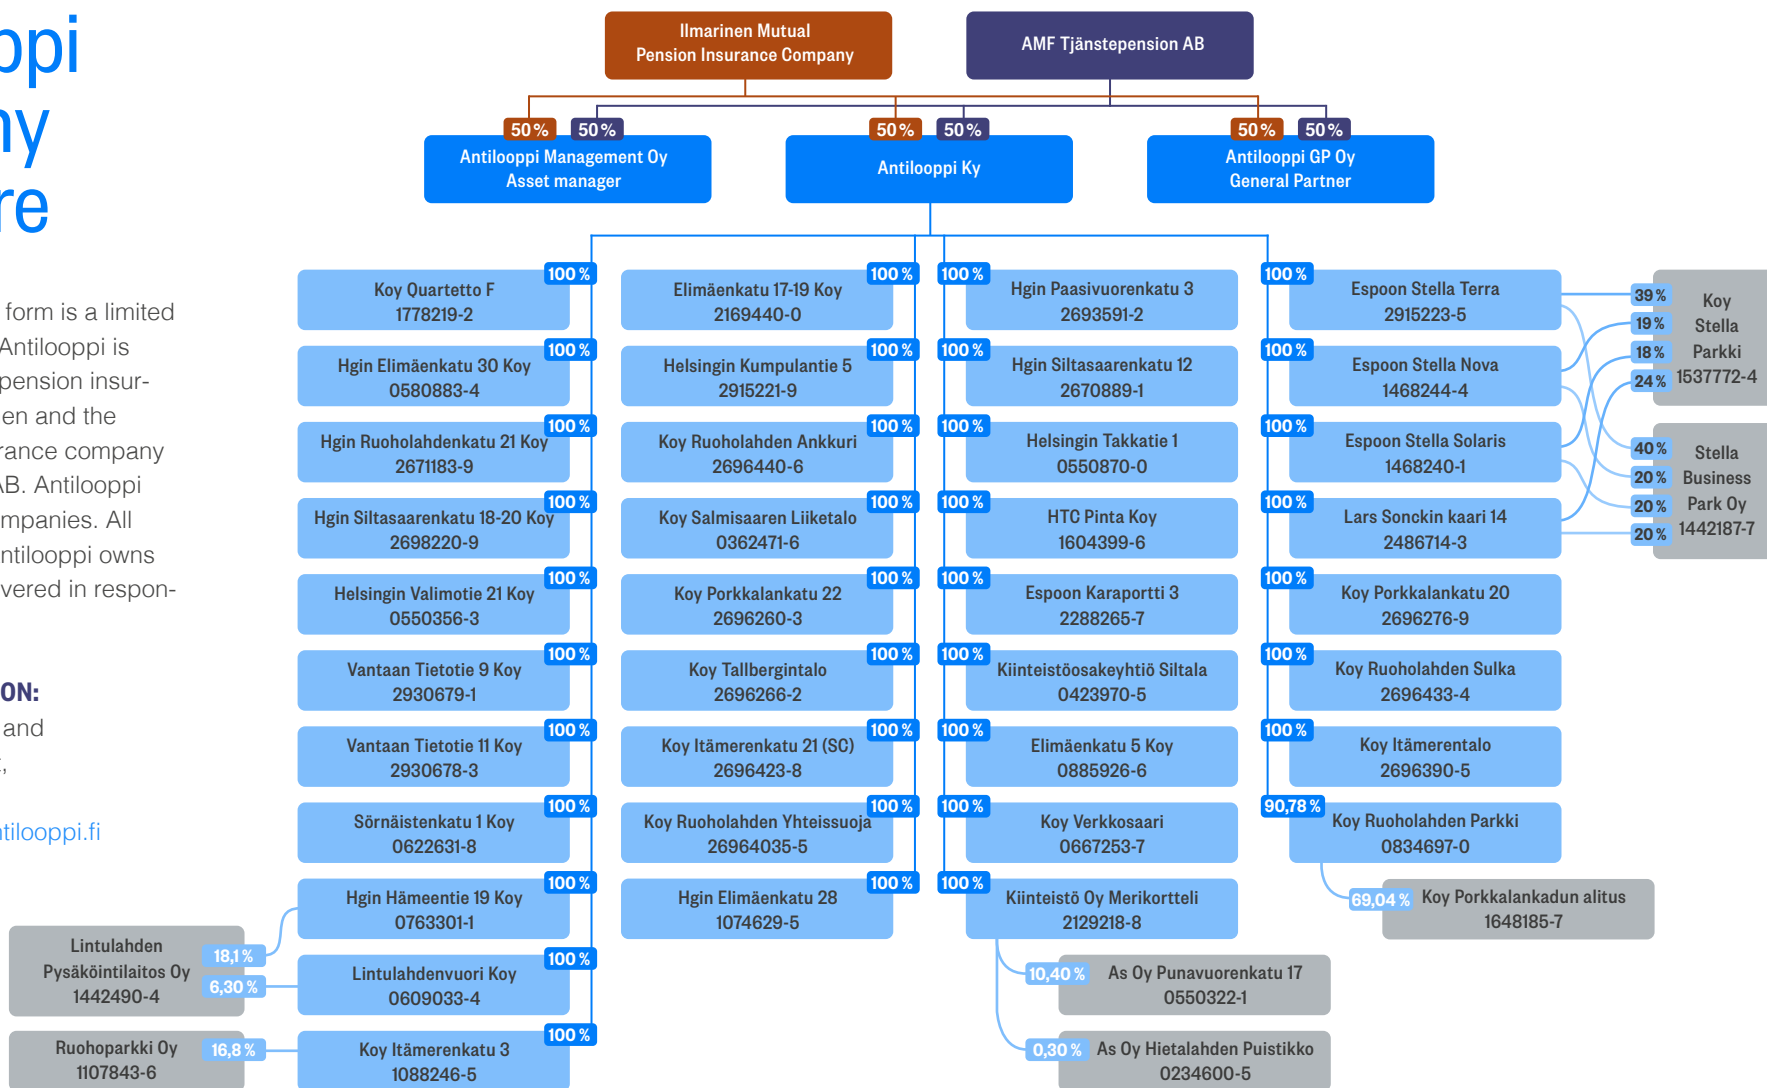 ppi
ny
re
form is a limited
Antilooppi is
pension insur-
en and the
rance company
AB. Antilooppi
mpanies. All
ntilooppi owns
vered in respon-
ON:
and
ntilooppi.fi
Ilmarinen Mutual
Pension Insurance Company
AMF Tjänstepension AB
50 %
50 %
50 %
50 %
50 %
50 %
Antilooppi Management Oy
Asset manager
Antilooppi Ky
Antilooppi GP Oy
General Partner
100 %
Koy Quartetto F
1778219-2
100 %
Hgin Elimäenkatu 30 Koy
0580883-4
100 %
Hgin Ruoholahdenkatu 21 Koy
2671183-9
100 %
Hgin Siltasaarenkatu 18-20 Koy
2698220-9
100 %
Helsingin Valimotie 21 Koy
0550356-3
100 %
Vantaan Tietotie 9 Koy
2930679-1
100 %
Vantaan Tietotie 11 Koy
2930678-3
100 %
Sörnäistenkatu 1 Koy
0622631-8
100 %
Hgin Hämeentie 19 Koy
0763301-1
100 %
Lintulahdenvuori Koy
0609033-4
100 %
Koy Itämerenkatu 3
1088246-5
Lintulahden
Pysäköintilaitos Oy
1442490-4
18,1 %
6,30 %
Ruohoparkki Oy
1107843-6
16,8 %
100 %
Elimäenkatu 17-19 Koy
2169440-0
100 %
Helsingin Kumpulantie 5
2915221-9
100 %
Koy Ruoholahden Ankkuri
2696440-6
100 %
Koy Salmisaaren Liiketalo
0362471-6
100 %
Koy Porkkalankatu 22
2696260-3
100 %
Koy Tallbergintalo
2696266-2
100 %
Koy Itämerenkatu 21 (SC)
2696423-8
100 %
Koy Ruoholahden Yhteissuoja
26964035-5
100 %
Hgin Elimäenkatu 28
1074629-5
100 %
Hgin Paasivuorenkatu 3
2693591-2
100 %
Hgin Siltasaarenkatu 12
2670889-1
100 %
Helsingin Takkatie 1
0550870-0
100 %
HTC Pinta Koy
1604399-6
100 %
Espoon Karaportti 3
2288265-7
100 %
Kiinteistöosakeyhtiö Siltala
0423970-5
100 %
Elimäenkatu 5 Koy
0885926-6
100 %
Koy Verkkosaari
0667253-7
100 %
Kiinteistö Oy Merikortteli
2129218-8
10,40 %
As Oy Punavuorenkatu 17
0550322-1
0,30 %
As Oy Hietalahden Puistikko
0234600-5
100 %
Espoon Stella Terra
2915223-5
100 %
Espoon Stella Nova
1468244-4
100 %
Espoon Stella Solaris
1468240-1
100 %
Lars Sonckin kaari 14
2486714-3
100 %
Koy Porkkalankatu 20
2696276-9
100 %
Koy Ruoholahden Sulka
2696433-4
100 %
Koy Itämerentalo
2696390-5
90,78 %
Koy Ruoholahden Parkki
0834697-0
69,04 %
Koy Porkkalankadun alitus
1648185-7
39 %
19 %
18 %
24 %
Koy
Stella
Parkki
1537772-4
40 %
20 %
20 %
20 %
Stella
Business
Park Oy
1442187-7